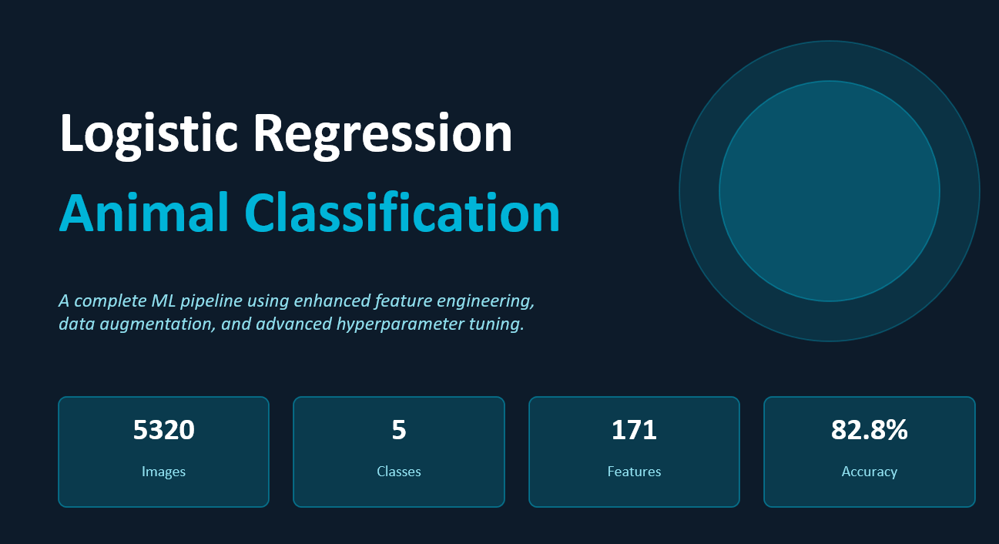 Logistic Regression
Animal Classification
A complete ML pipeline using enhanced feature engineering,
data augmentation, and advanced hyperparameter tuning.
5320
Images
5
Classes
171
Features
82.8%
Accuracy